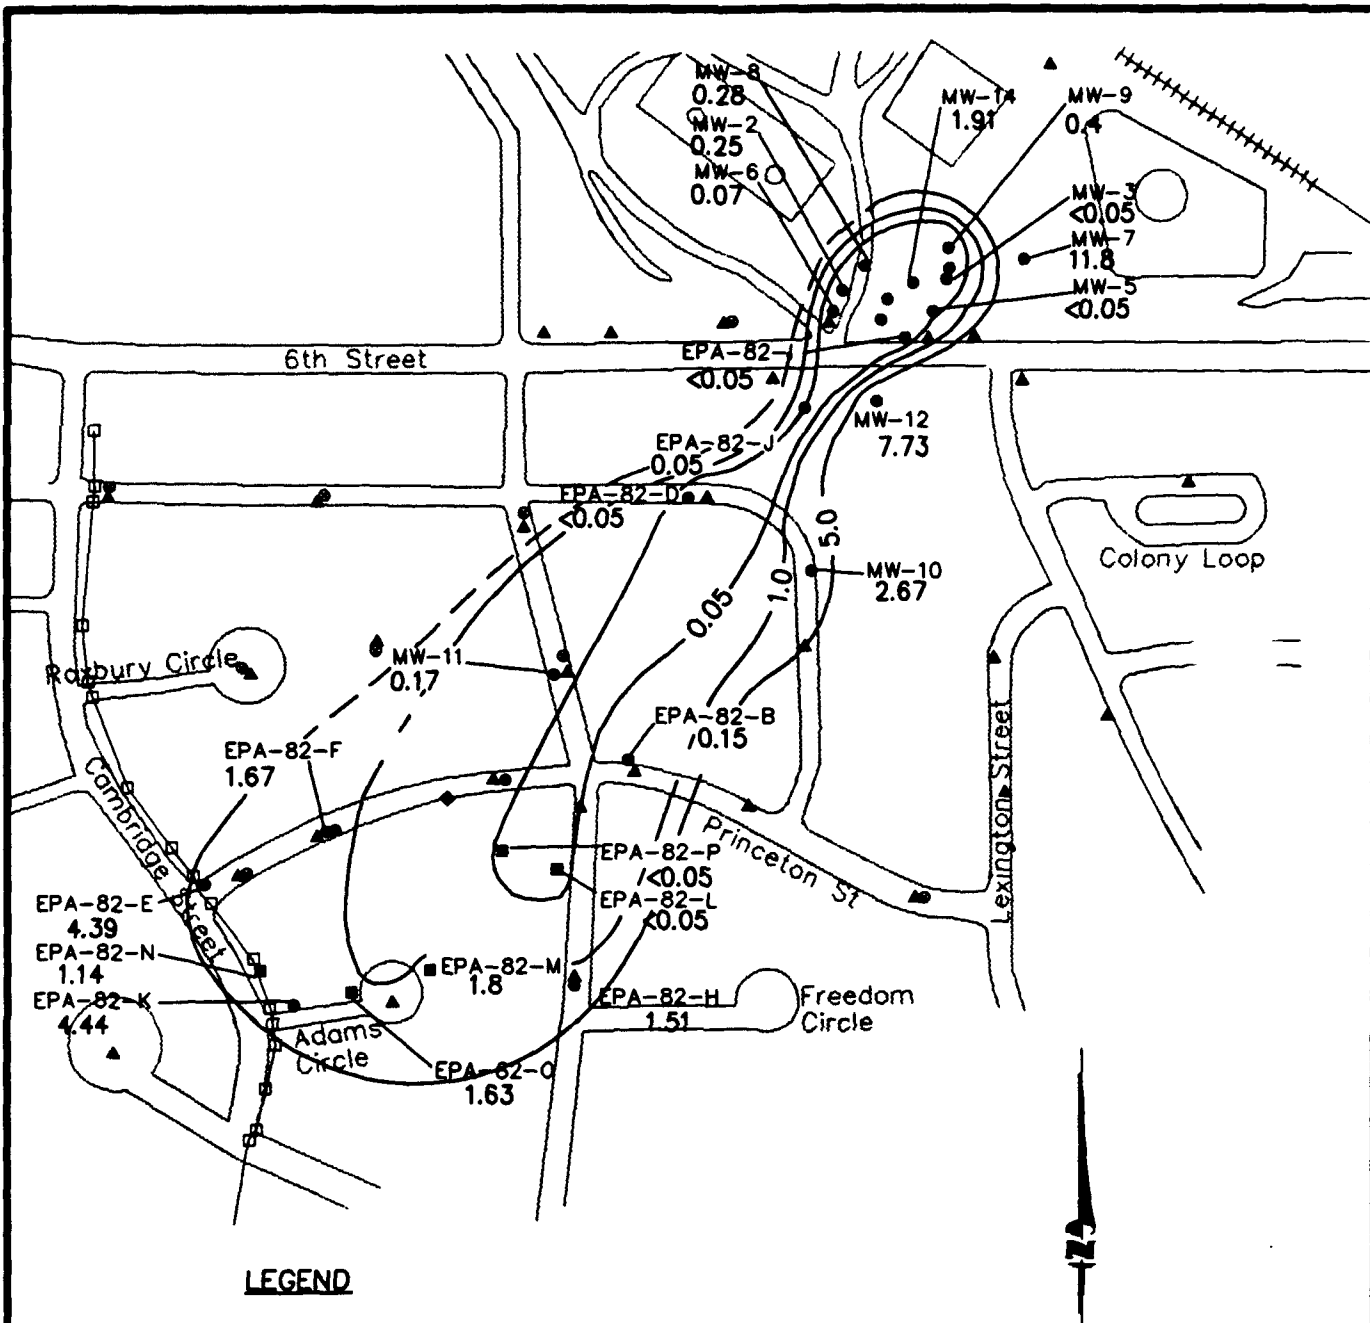 MW-8
0.28
MW-2
0.25
MW-6
0.07
MW-14
1.91
MW-9
0.4
MW-3
<0.05
MW-7
11.8
MW-5
<0.05
6th Street
EPA-82-
<0.05
MW-12
7.73
EPA-82-J
0.05
EPA-82-D
<0.05
5.0
1.0
0.05
Colony Loop
MW-10
2.67
Roxbury Circle
MW-11
0.17
EPA-82-B
0.15
EPA-82-F
1.67
Cambridge Street
Lexington Street
Princeton St
EPA-82-P
<0.05
EPA-82-L
<0.05
EPA-82-E
4.39
EPA-82-N
1.14
EPA-82-K
4.44
EPA-82-M
1.8
EPA-82-H
1.51
Freedom
Circle
Adams
Circle
EPA-82-O
1.63
N
LEGEND